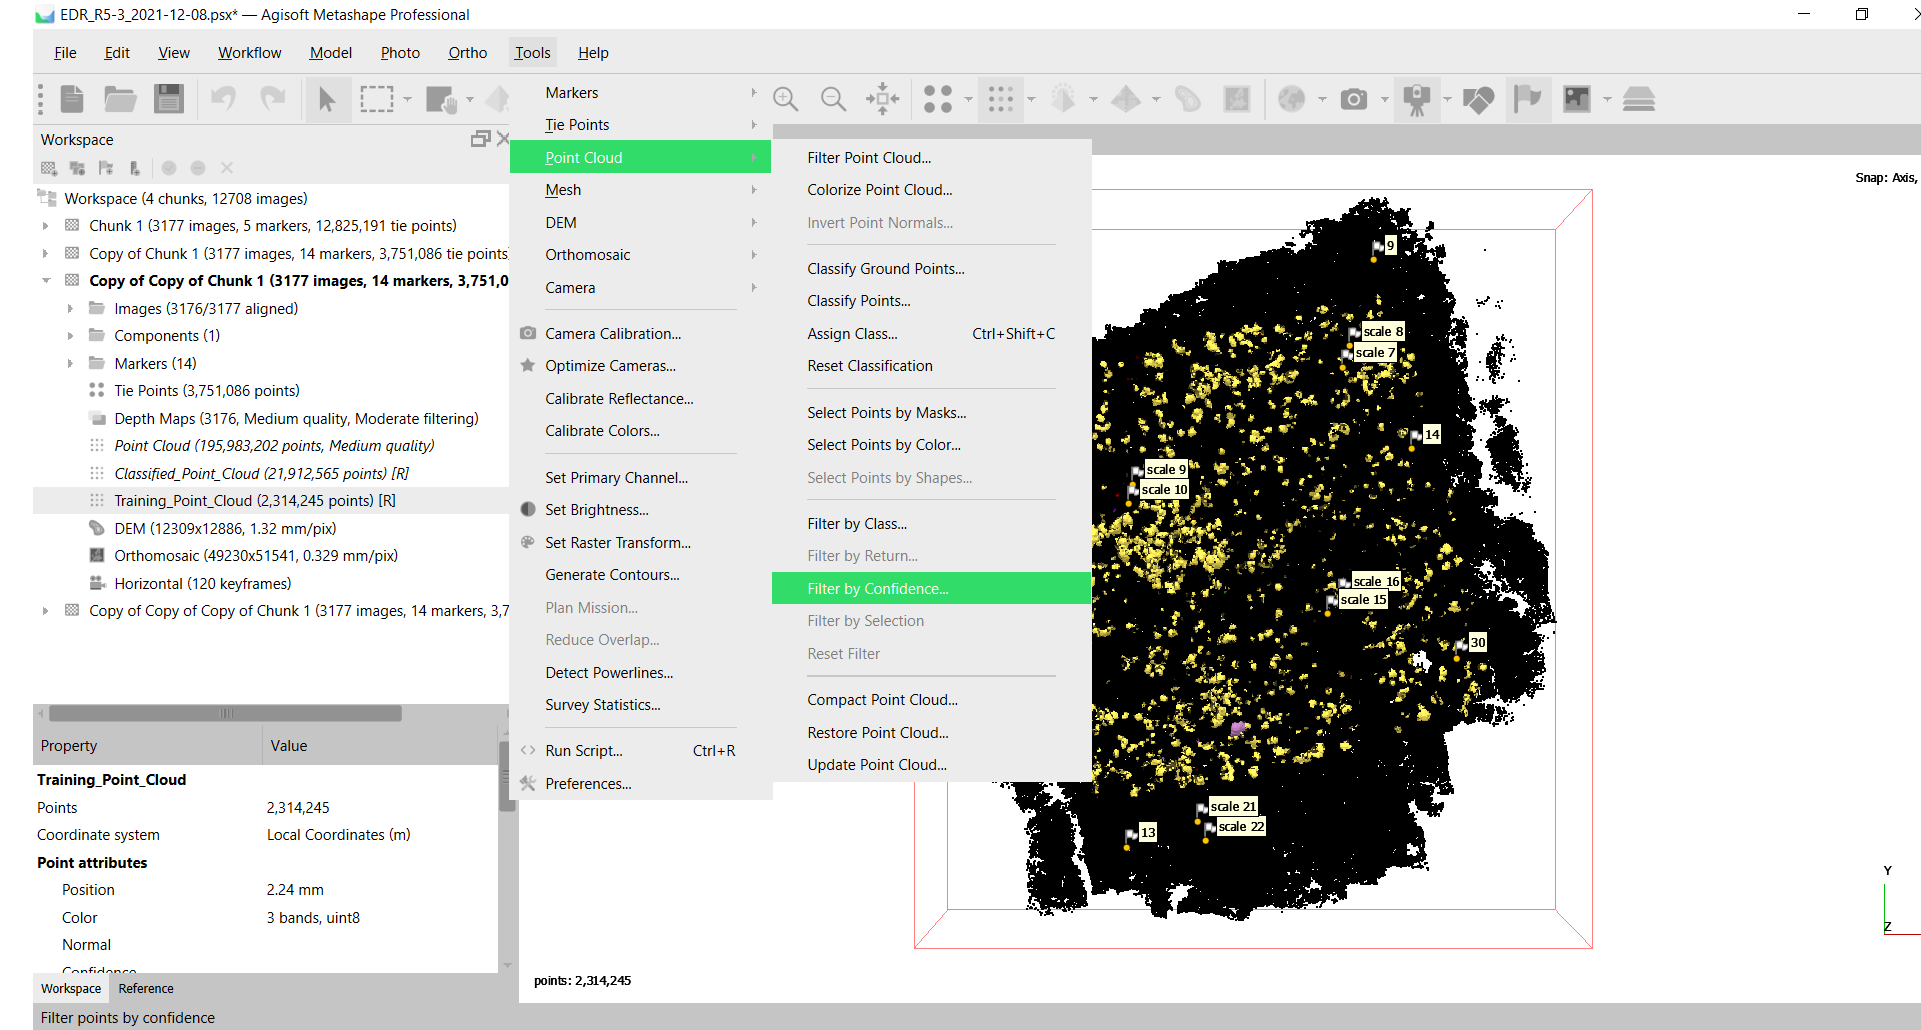 EDR_R5-3_2021-12-08.psx* — Agisoft Metashape Professional
File Edit View Workflow Model Photo Ortho Tools Help
Workspace
Workspace (4 chunks, 12708 images)
Chunk 1 (3177 images, 5 markers, 12,825,191 tie points)
Copy of Chunk 1 (3177 images, 14 markers, 3,751,086 tie points)
Copy of Copy of Chunk 1 (3177 images, 14 markers, 3,751,0
Images (3176/3177 aligned)
Components (1)
Markers (14)
Tie Points (3,751,086 points)
Depth Maps (3176, Medium quality, Moderate filtering)
Point Cloud (195,983,202 points, Medium quality)
Classified_Point_Cloud (21,912,565 points) [R]
Training_Point_Cloud (2,314,245 points) [R]
DEM (12309x12886, 1.32 mm/pix)
Orthomosaic (49230x51541, 0.329 mm/pix)
Horizontal (120 keyframes)
Copy of Copy of Copy of Chunk 1 (3177 images, 14 markers, 3,7
Property Value
Training_Point_Cloud
Points 2,314,245
Coordinate system Local Coordinates (m)
Point attributes
Position 2.24 mm
Color 3 bands, uint8
Normal
Confidence
Workspace Reference
Filter points by confidence
Markers
Tie Points
Point Cloud
Mesh
DEM
Orthomosaic
Camera
Camera Calibration...
Optimize Cameras...
Calibrate Reflectance...
Calibrate Colors...
Set Primary Channel...
Set Brightness...
Set Raster Transform...
Generate Contours...
Plan Mission...
Reduce Overlap...
Detect Powerlines...
Survey Statistics...
Run Script... Ctrl+R
Preferences...
Filter Point Cloud...
Colorize Point Cloud...
Invert Point Normals...
Classify Ground Points...
Classify Points...
Assign Class... Ctrl+Shift+C
Reset Classification
Select Points by Masks...
Select Points by Color...
Select Points by Shapes...
Filter by Class...
Filter by Return...
Filter by Confidence...
Filter by Selection
Reset Filter
Compact Point Cloud...
Restore Point Cloud...
Update Point Cloud...
Snap: Axis,
9
scale 8
scale 7
14
scale 9
scale 10
scale 16
scale 15
30
scale 21
scale 22
13
points: 2,314,245
Y
Z